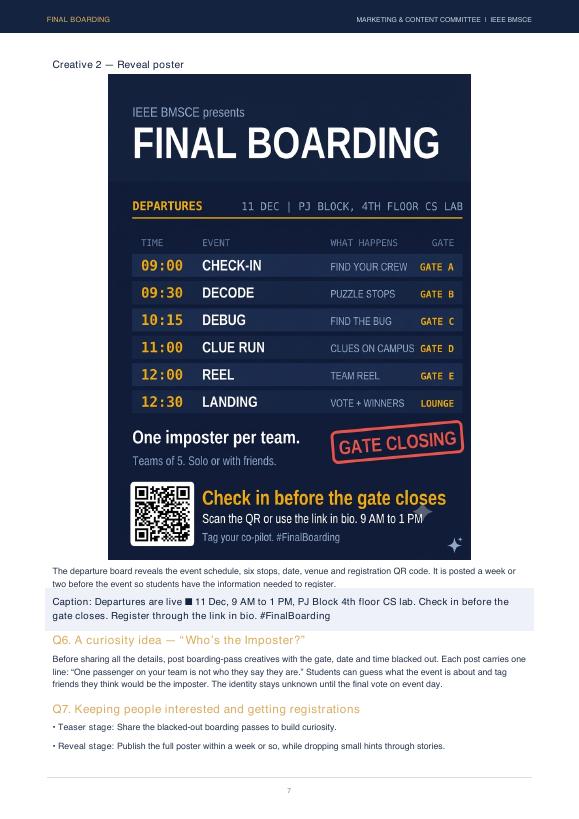 FINAL BOARDING
MARKETING & CONTENT COMMITTEE | IEEE BMSCE
Creative 2 — Reveal poster
IEEE BMSCE presents
FINAL BOARDING
DEPARTURES 11 DEC | PJ BLOCK, 4TH FLOOR CS LAB
TIME EVENT WHAT HAPPENS GATE
09:00 CHECK-IN FIND YOUR CREW GATE A
09:30 DECODE PUZZLE STOPS GATE B
10:15 DEBUG FIND THE BUG GATE C
11:00 CLUE RUN CLUES ON CAMPUS GATE D
12:00 REEL TEAM REEL GATE E
12:30 LANDING VOTE + WINNERS LOUNGE
One imposter per team.
Teams of 5. Solo or with friends.
GATE CLOSING
Check in before the gate closes
Scan the QR or use the link in bio. 9 AM to 1 PM
Tag your co-pilot. #FinalBoarding
The departure board reveals the event schedule, six stops, date, venue and registration QR code. It is posted a week or
two before the event so students have the information needed to register.
Caption: Departures are live ■ 11 Dec, 9 AM to 1 PM, PJ Block 4th floor CS lab. Check in before the
gate closes. Register through the link in bio. #FinalBoarding
Q6. A curiosity idea — “Who’s the Imposter?”
Before sharing all the details, post boarding-pass creatives with the gate, date and time blacked out. Each post carries one
line: “One passenger on your team is not who they say they are.” Students can guess what the event is about and tag
friends they think would be the imposter. The identity stays unknown until the final vote on event day.
Q7. Keeping people interested and getting registrations
• Teaser stage: Share the blacked-out boarding passes to build curiosity.
• Reveal stage: Publish the full poster within a week or so, while dropping small hints through stories.
7